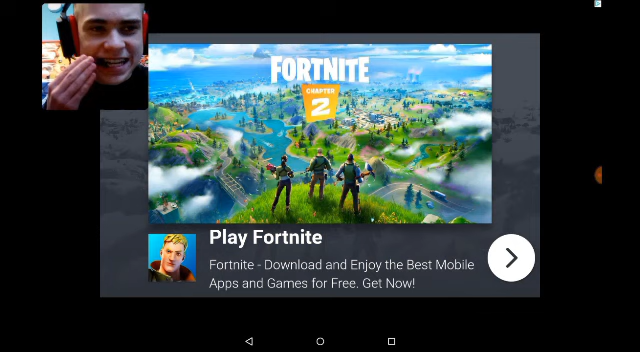 FORTNITE
CHAPTER
2
Play Fortnite
Fortnite - Download and Enjoy the Best Mobile
Apps and Games for Free. Get Now!